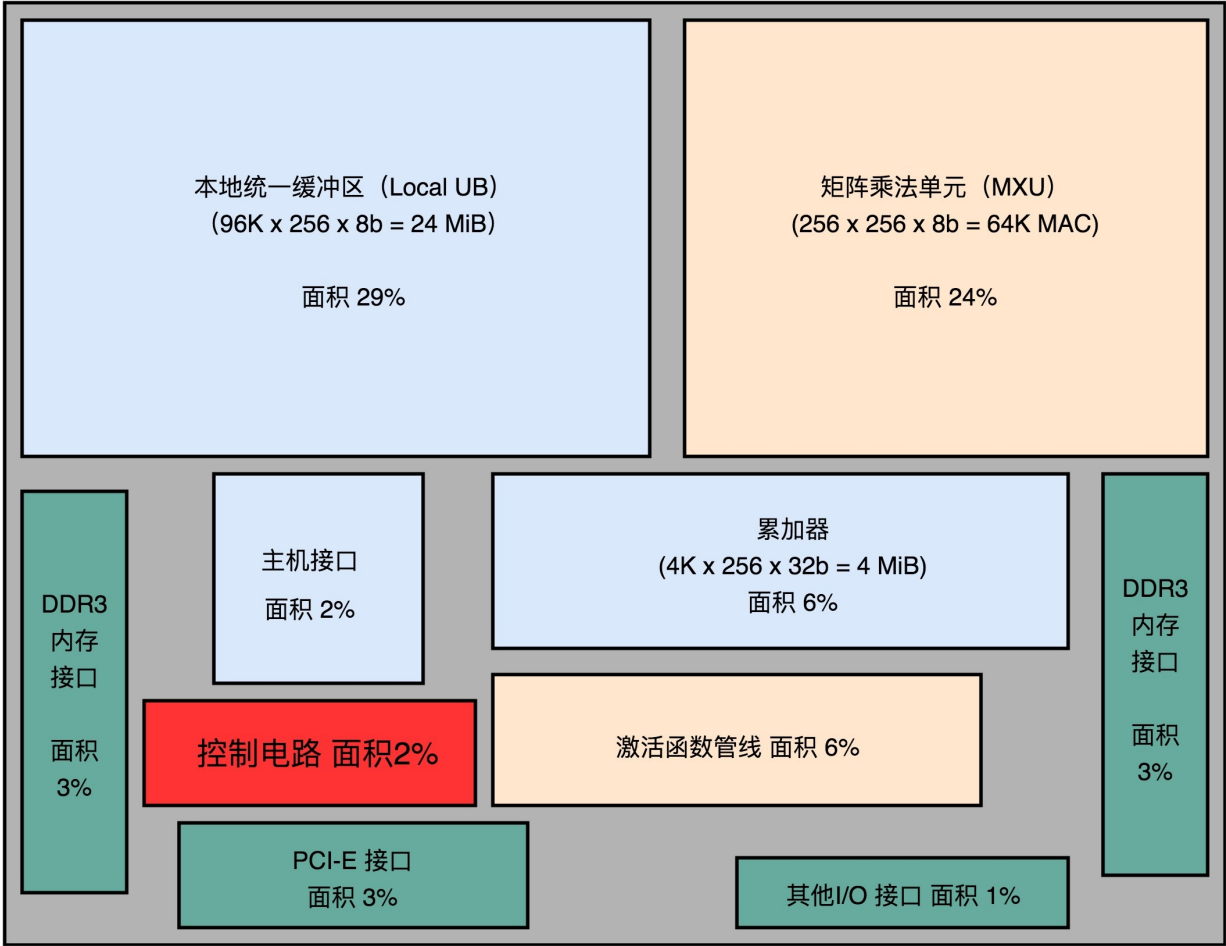 本地统一缓冲区（Local UB）
（96K x 256 x 8b = 24 MiB）
面积 29%
矩阵乘法单元（MXU）
(256 x 256 x 8b = 64K MAC)
面积 24%
DDR3
内存
接口
面积
3%
主机接口
面积 2%
累加器
(4K x 256 x 32b = 4 MiB)
面积 6%
DDR3
内存
接口
面积
3%
控制电路 面积2%
激活函数管线 面积 6%
PCI-E 接口
面积 3%
其他I/O 接口 面积 1%